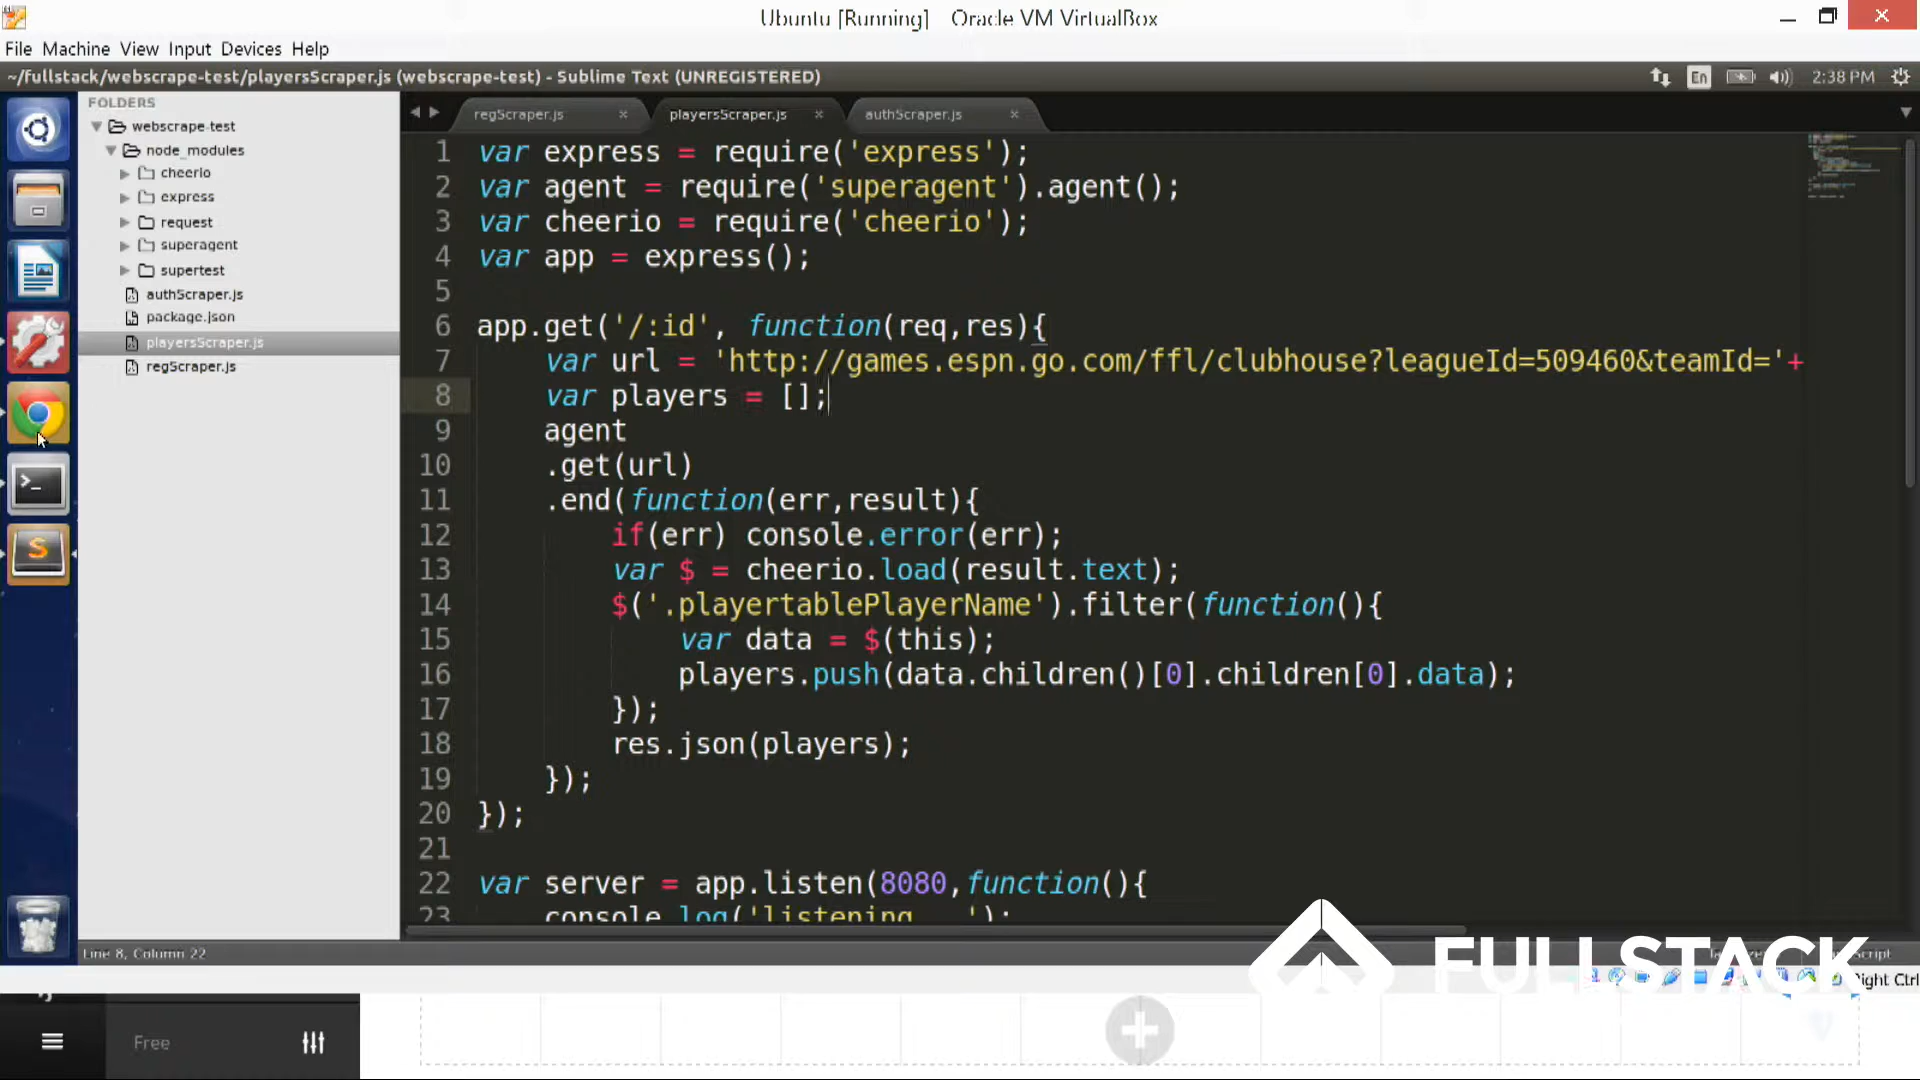 Ubuntu [Running] - Oracle VM VirtualBox
File Machine View Input Devices Help
~/fullstack/webscrape-test/playersScraper.js (webscrape-test) - Sublime Text (UNREGISTERED)
En
2:38 PM
FOLDERS
webscrape-test
node_modules
cheerio
express
request
superagent
supertest
authScraper.js
package.json
playersScraper.js
regScraper.js
regScraper.js
playersScraper.js
authScraper.js
1 var express = require('express');
2 var agent = require('superagent').agent();
3 var cheerio = require('cheerio');
4 var app = express();
5
6 app.get('/:id', function(req,res){
7 var url = 'http://games.espn.go.com/ffl/clubhouse?leagueId=509460&teamId='+
8 var players = [];
9 agent
10 .get(url)
11 .end(function(err,result){
12 if(err) console.error(err);
13 var $ = cheerio.load(result.text);
14 $('.playertablePlayerName').filter(function(){
15 var data = $(this);
16 players.push(data.children()[0].children[0].data);
17 });
18 res.json(players);
19 });
20 });
21
22 var server = app.listen(8080,function(){
23 console.log('listening...');
Line 8, Column 22
FULLSTACK
Right Ctrl
Free